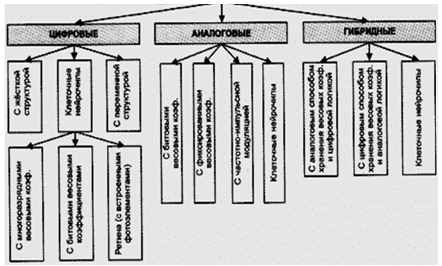 ЦИФРОВЫЕ
АНАЛОГОВЫЕ
ГИБРИДНЫЕ
С жёсткой
структурой
Клеточные
нейрочипы
С переменной
структурой
С многоразрядными
весовыми коэф.
С битовыми весовыми
коэффициентами
Ретина (с встроенными
фотоэлементами)
С битовыми
весовыми коэф.
С фиксированными
весовыми коэф.
С частотно-импульсной
модуляцией
Клеточные нейрочипы
С аналоговым способом
хранения весовых коэф.
и цифровой логикой
С цифровым способом
хранения весовых коэф.
и аналоговой логикой
Клеточные нейрочипы